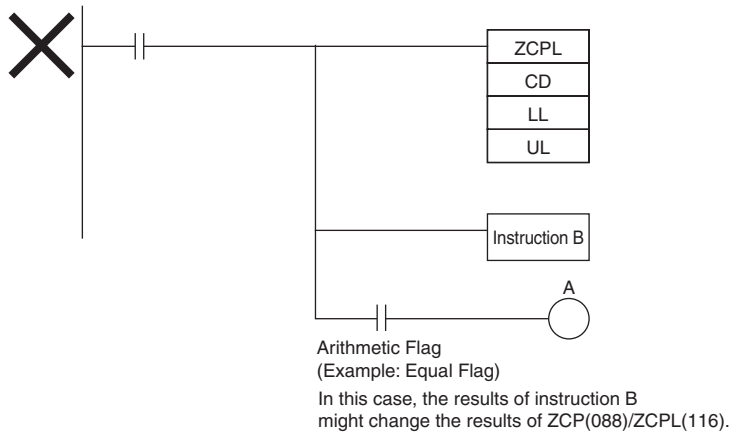 ZCPL
CD
LL
UL
Instruction B
A
Arithmetic Flag
(Example: Equal Flag)
In this case, the results of instruction B
might change the results of ZCP(088)/ZCPL(116).